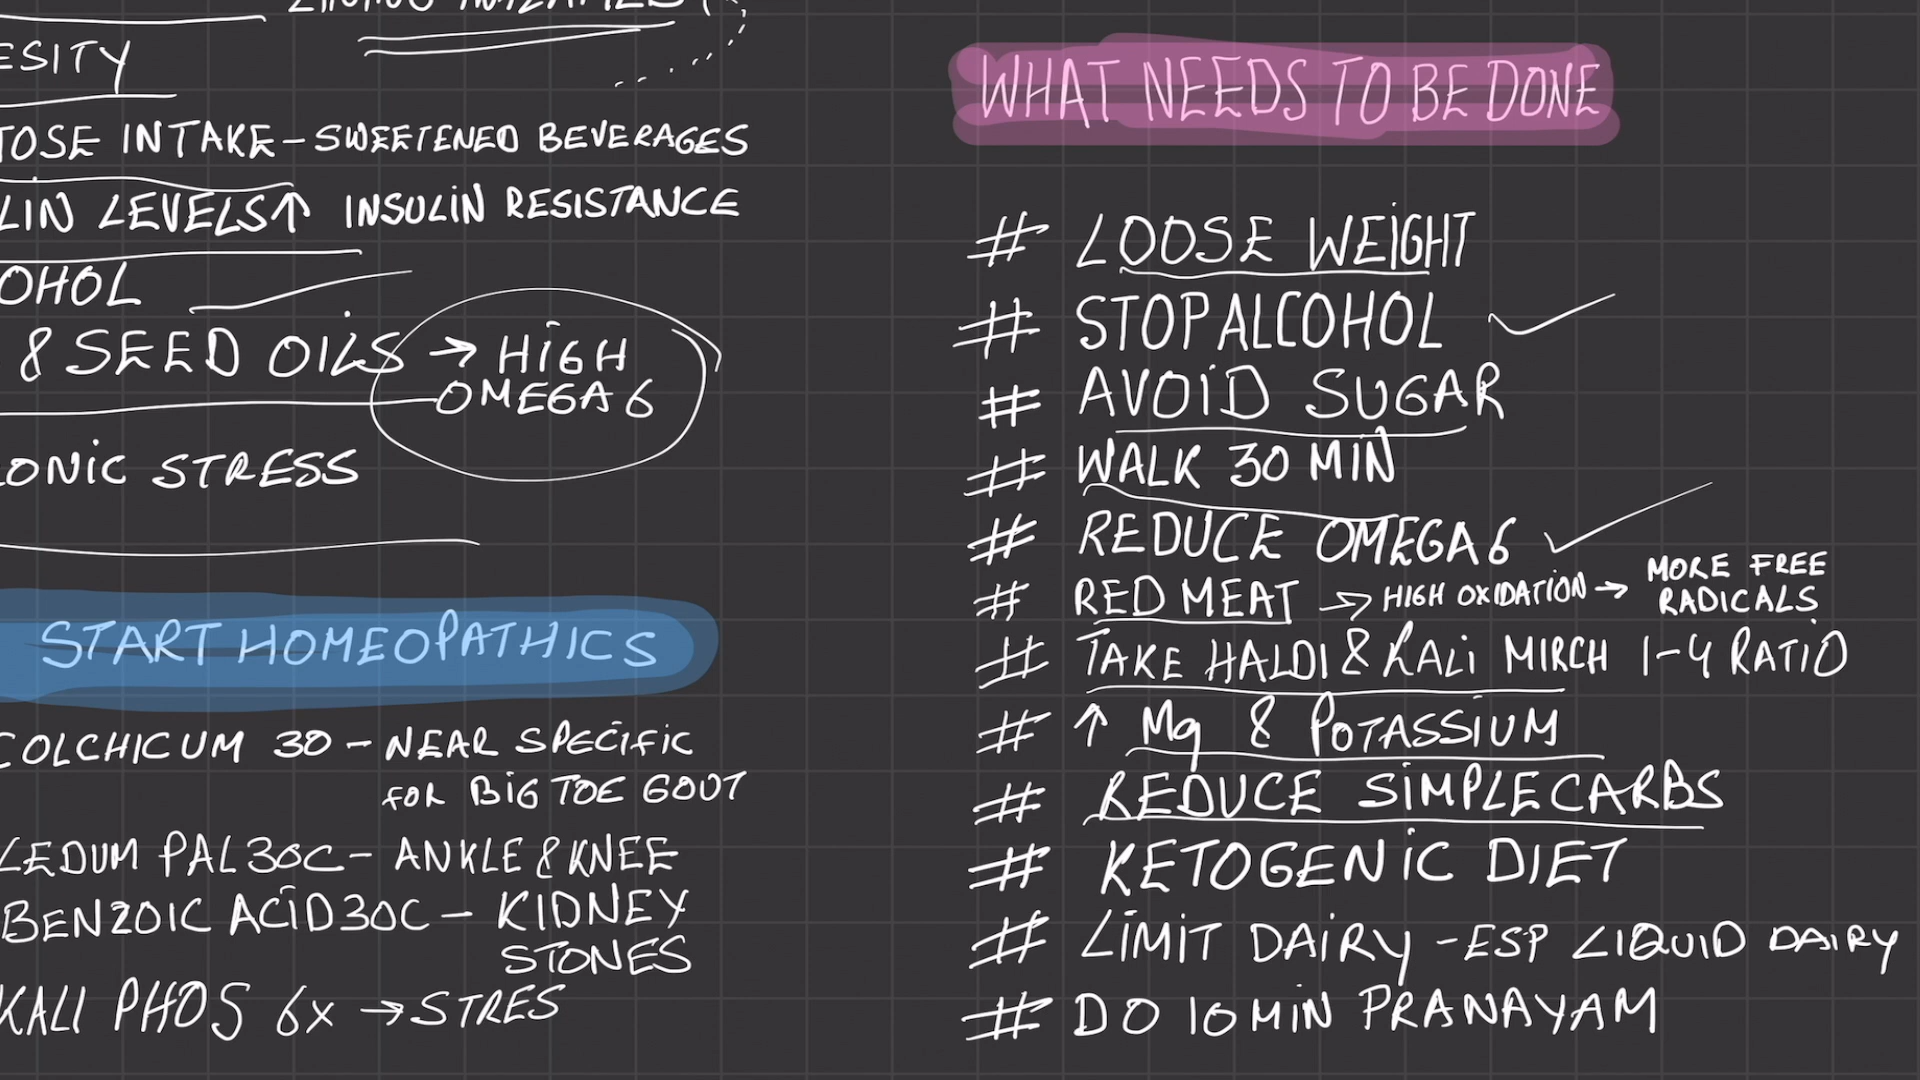 ESITY
TOSE INTAKE - SWEETENED BEVERAGES
LIN LEVELS↑ INSULIN RESISTANCE
OHOL
& SEED OILS → HIGH
OMEGA 6
ONIC STRESS
START HOMEOPATHICS
COLCHICUM 30 - NEAR SPECIFIC
FOR BIG TOE GOUT
LEDUM PAL 30C - ANKLE & KNEE
BENZOIC ACID 30C - KIDNEY
STONES
KALI PHOS 6X → STRES
WHAT NEEDS TO BE DONE
# LOOSE WEIGHT
# STOP ALCOHOL ✓
# AVOID SUGAR
# WALK 30 MIN
# REDUCE OMEGA 6 ✓
# RED MEAT → HIGH OXIDATION → MORE FREE
RADICALS
# TAKE HALDI & KALI MIRCH 1-4 RATIO
# ↑ Mg & POTASSIUM
# REDUCE SIMPLE CARBS
# KETOGENIC DIET
# LIMIT DAIRY - ESP LIQUID DAIRY
# DO 10 MIN PRANAYAM